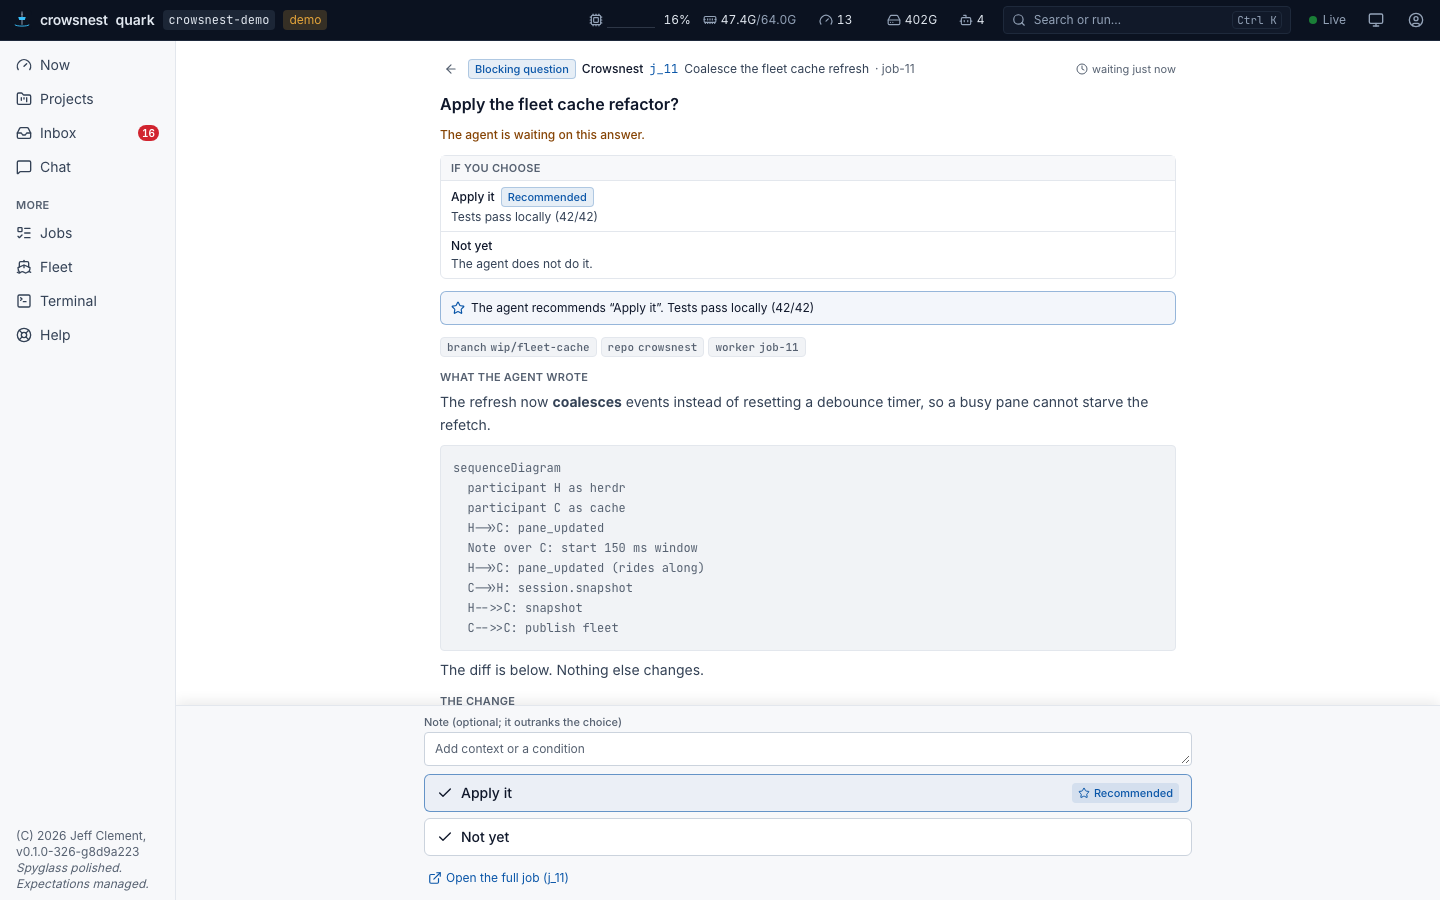 crowsnest quark crowsnest-demo demo 16% 47.4G/64.0G 13 402G 4 Search or run... Ctrl K Live
Now
Projects
Inbox 16
Chat
MORE
Jobs
Fleet
Terminal
Help
(C) 2026 Jeff Clement,
v0.1.0-326-g8d9a223
Spyglass polished.
Expectations managed.
Blocking question Crowsnest j_11 Coalesce the fleet cache refresh · job-11 waiting just now
Apply the fleet cache refactor?
The agent is waiting on this answer.
IF YOU CHOOSE
Apply it Recommended
Tests pass locally (42/42)
Not yet
The agent does not do it.
The agent recommends “Apply it”. Tests pass locally (42/42)
branch wip/fleet-cache repo crowsnest worker job-11
WHAT THE AGENT WROTE
The refresh now coalesces events instead of resetting a debounce timer, so a busy pane cannot starve the
refetch.
sequenceDiagram
participant H as herdr
participant C as cache
H->>C: pane_updated
Note over C: start 150 ms window
H->>C: pane_updated (rides along)
C->>H: session.snapshot
H-->>C: snapshot
C-->>C: publish fleet
The diff is below. Nothing else changes.
THE CHANGE
Note (optional; it outranks the choice)
Add context or a condition
Apply it Recommended
Not yet
Open the full job (j_11)